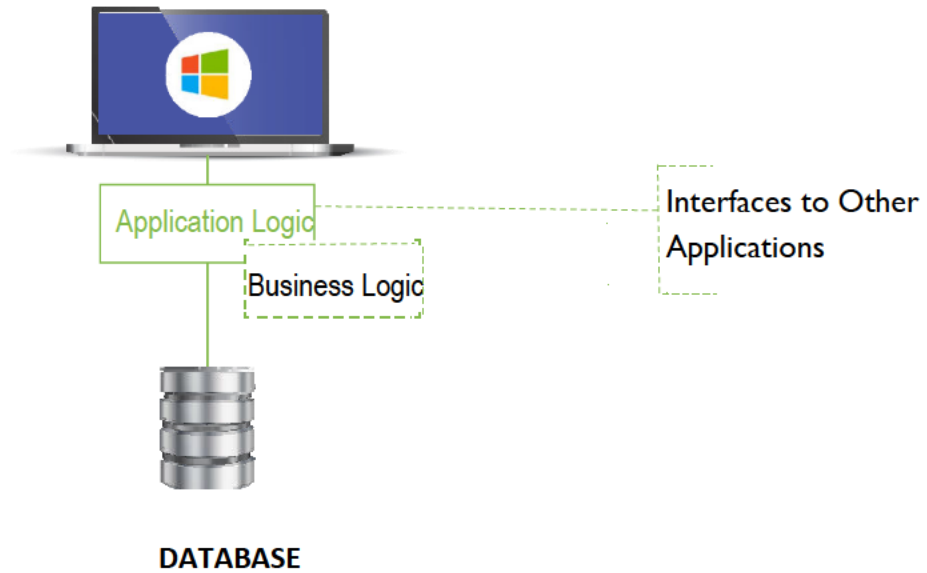 Application Logic
Interfaces to Other
Applications
Business Logic
DATABASE